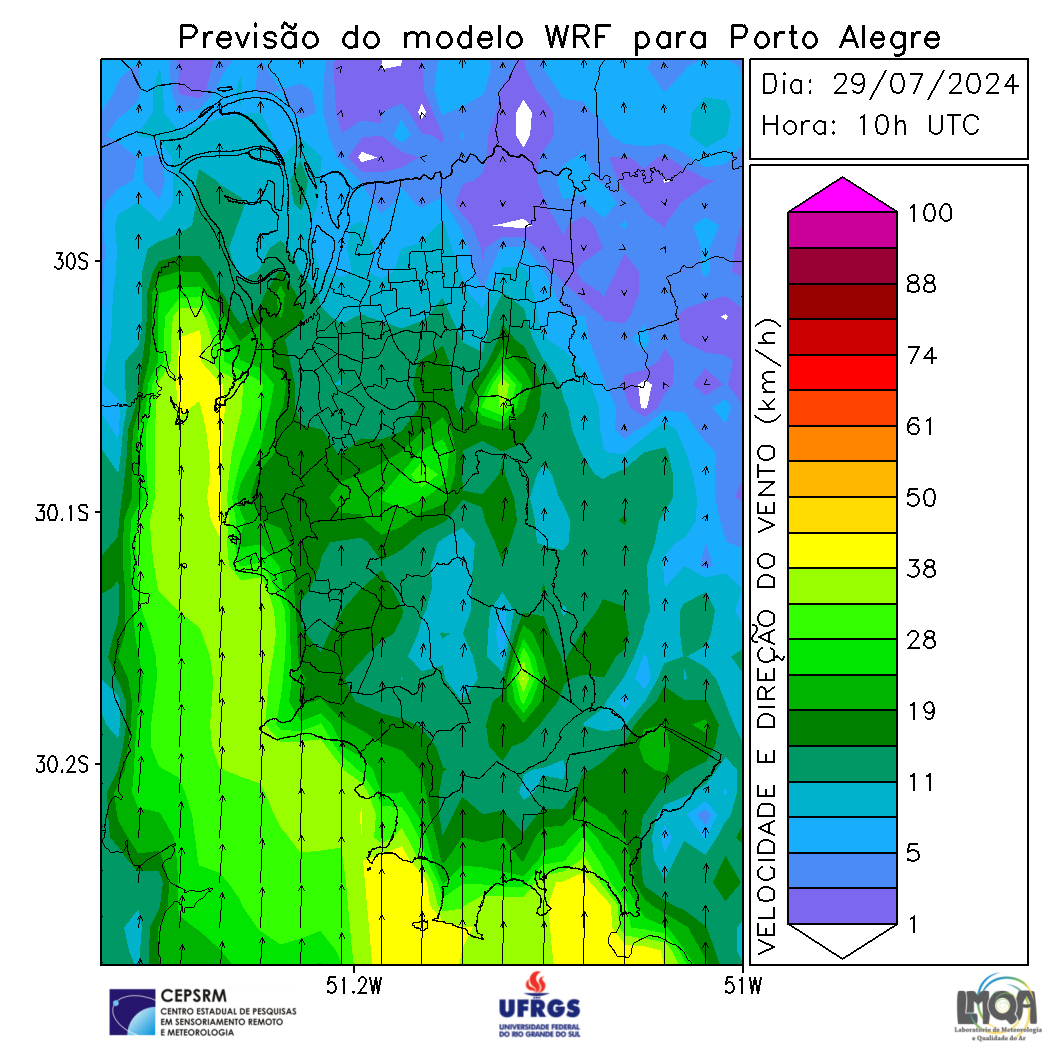 Previsão do modelo WRF para Porto Alegre
Dia: 29/07/2024
Hora: 10h UTC
100
88
74
61
50
38
28
19
11
5
1
VELOCIDADE E DIREÇÃO DO VENTO (km/h)
30S
30.1S
30.2S
51.2W
51W
CEPSRM
CENTRO ESTADUAL DE PESQUISAS
EM SENSORIAMENTO REMOTO
E METEOROLOGIA
UFRGS
UNIVERSIDADE FEDERAL
DO RIO GRANDE DO SUL
LMQA
Laboratório de Meteorologia
e Qualidade do Ar